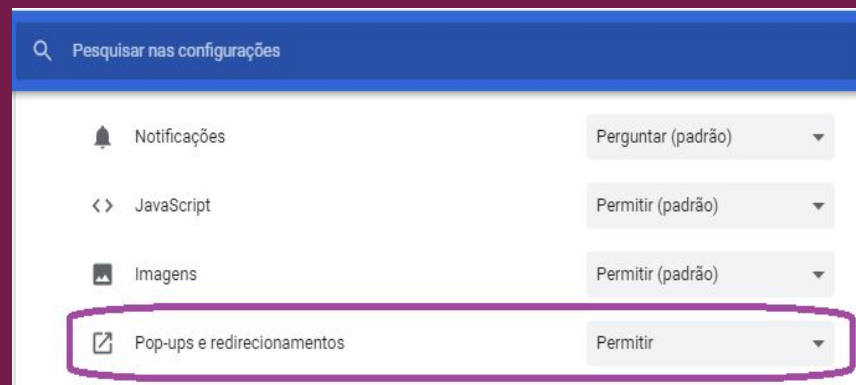 Pesquisar nas configurações
Notificações Perguntar (padrão)
JavaScript Permitir (padrão)
Imagens Permitir (padrão)
Pop-ups e redirecionamentos Permitir